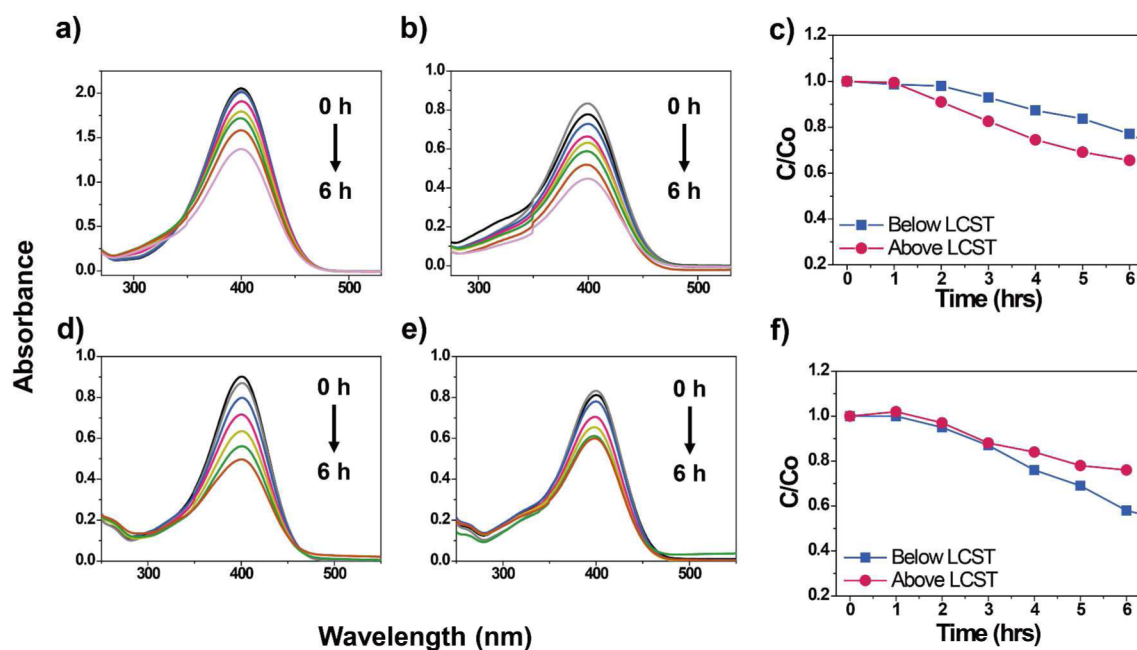 a)
2.0
1.5
1.0
0.5
0.0
300 400 500
0 h
6 h
b)
1.0
0.8
0.6
0.4
0.2
0.0
300 400 500
0 h
6 h
c)
1.2
1.0
0.8
0.6
0.4
0.2
C/Co
Below LCST
Above LCST
0 1 2 3 4 5 6
Time (hrs)
Absorbance
d)
1.0
0.8
0.6
0.4
0.2
0.0
300 400 500
0 h
6 h
e)
1.0
0.8
0.6
0.4
0.2
0.0
300 400 500
0 h
6 h
f)
1.2
1.0
0.8
0.6
0.4
0.2
C/Co
Below LCST
Above LCST
0 1 2 3 4 5 6
Time (hrs)
Wavelength (nm)